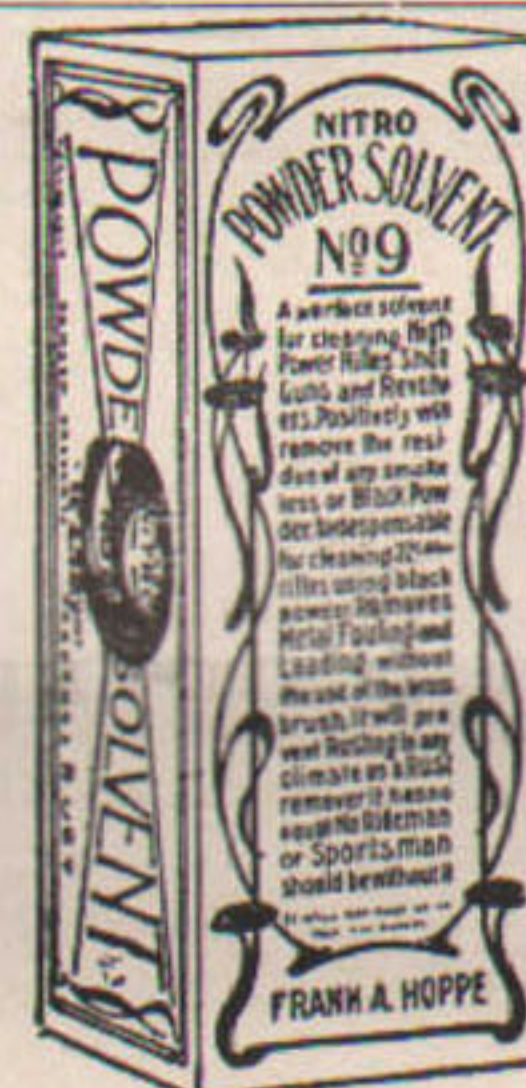 POWDER SOLVENT
NITRO
POWDER SOLVENT
Nº 9
A perfect solvent
for cleaning High
Power Rifles Shot
Guns and Revolv
ers. Positively will
remove the resi-
due of any smoke
less or Black Pow
der. Indespensable
for cleaning 22
rifles using black
powder. Removes
Metal Fouling and
Leading without
the use of the brass
brush. It will pre
vent Rusting in any
climate as a RUST
remover it has no
equal No Rifleman
or Sportsman
should be without it
FRANK A. HOPPE